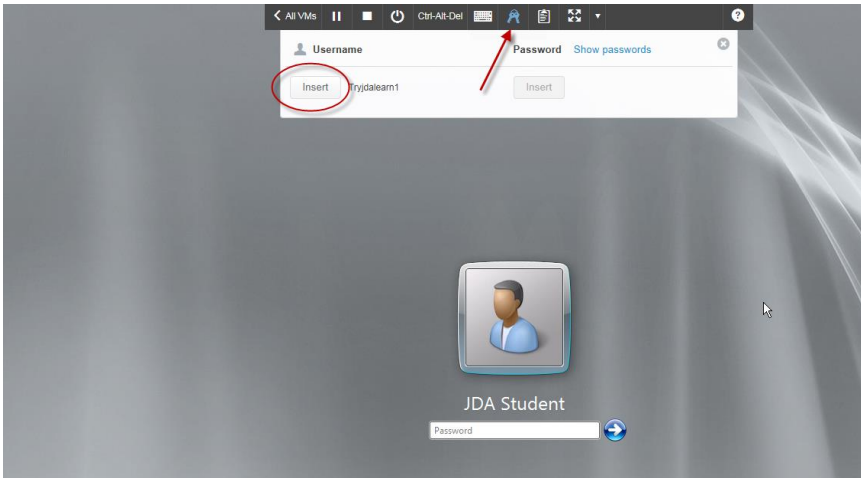 All VMs Ctrl-Alt-Del ?
Username Password Show passwords
Insert Tryjdalearn1 Insert
JDA Student
Password